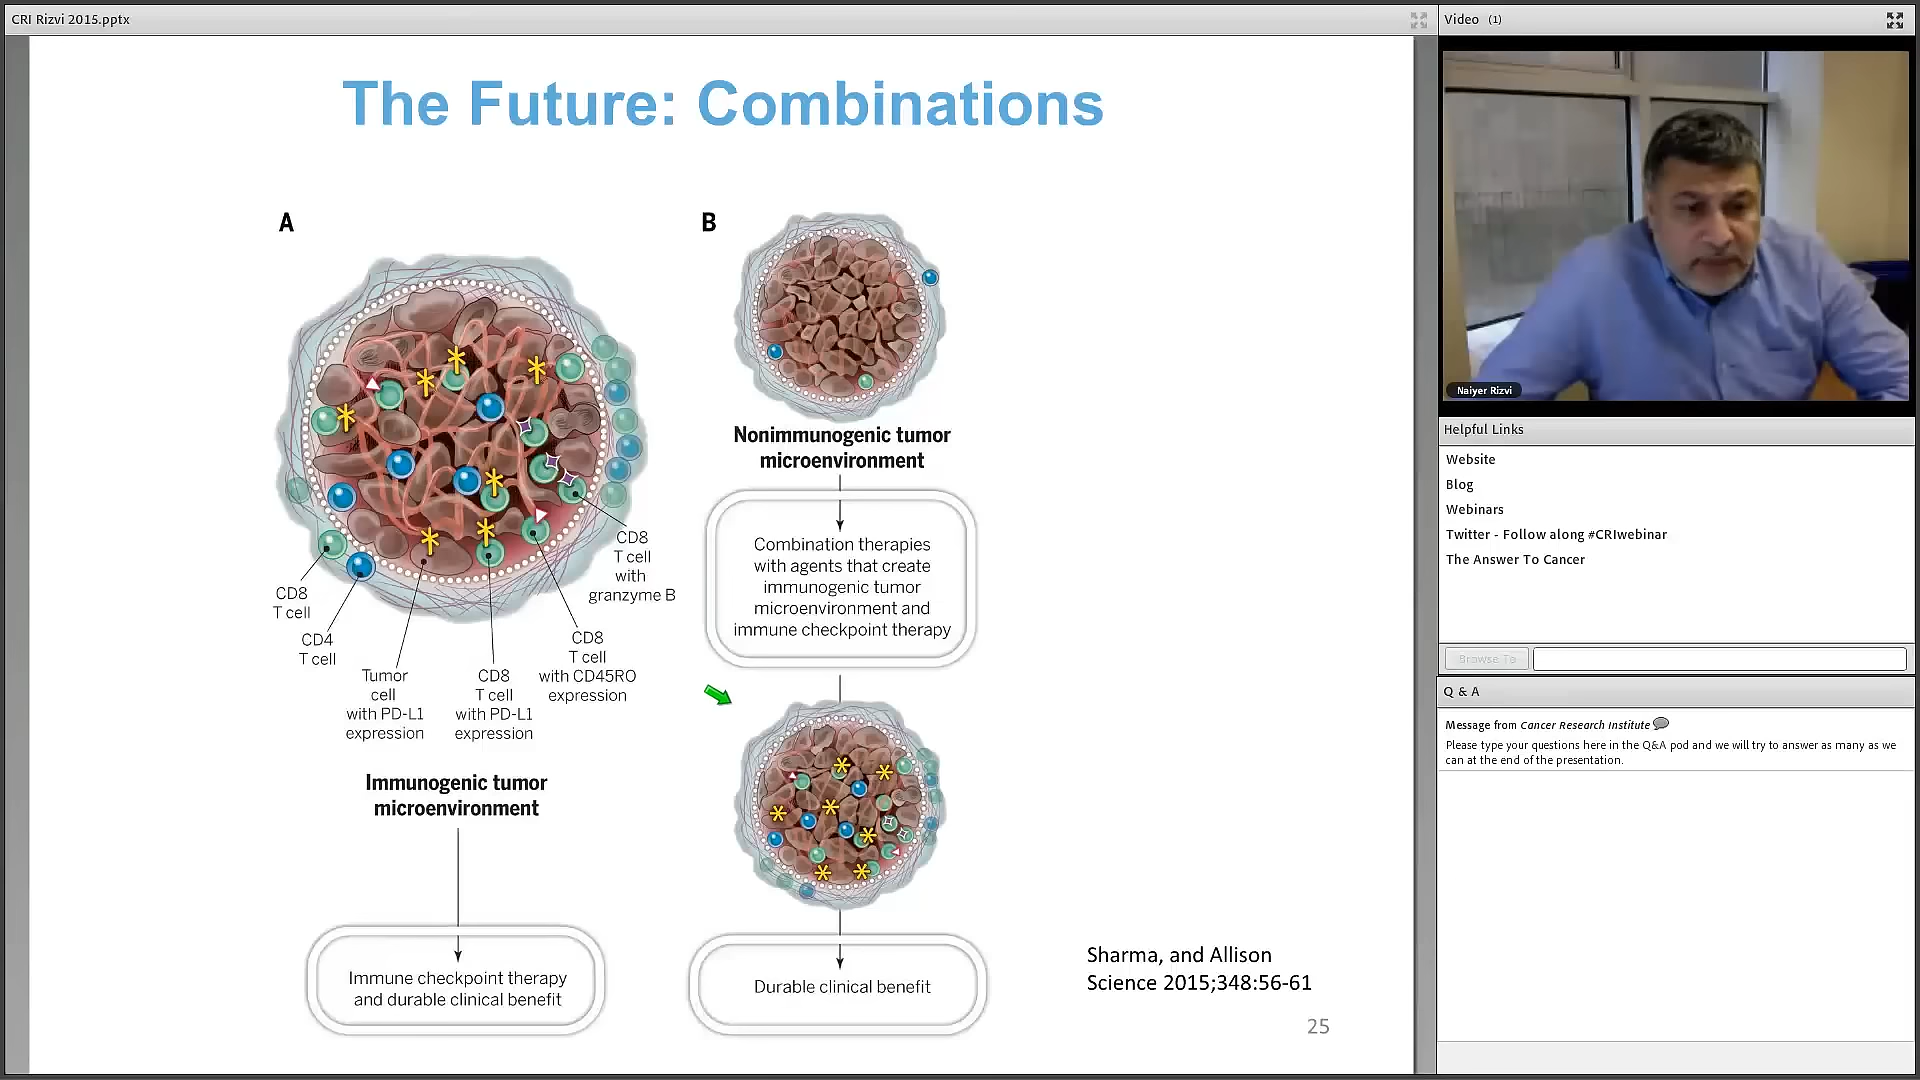 CRI Rizvi 2015.pptx
The Future: Combinations
A
CD8
T cell
CD4
T cell
Tumor
cell
with PD-L1
expression
CD8
T cell
with PD-L1
expression
CD8
T cell
with CD45RO
expression
CD8
T cell
with
granzyme B
Immunogenic tumor
microenvironment
Immune checkpoint therapy
and durable clinical benefit
B
Nonimmunogenic tumor
microenvironment
Combination therapies
with agents that create
immunogenic tumor
microenvironment and
immune checkpoint therapy
Durable clinical benefit
Sharma, and Allison
Science 2015;348:56-61
25
Video (1)
Naiyer Rizvi
Helpful Links
Website
Blog
Webinars
Twitter - Follow along #CRIwebinar
The Answer To Cancer
Browse To
Q & A
Message from Cancer Research Institute
Please type your questions here in the Q&A pod and we will try to answer as many as we
can at the end of the presentation.